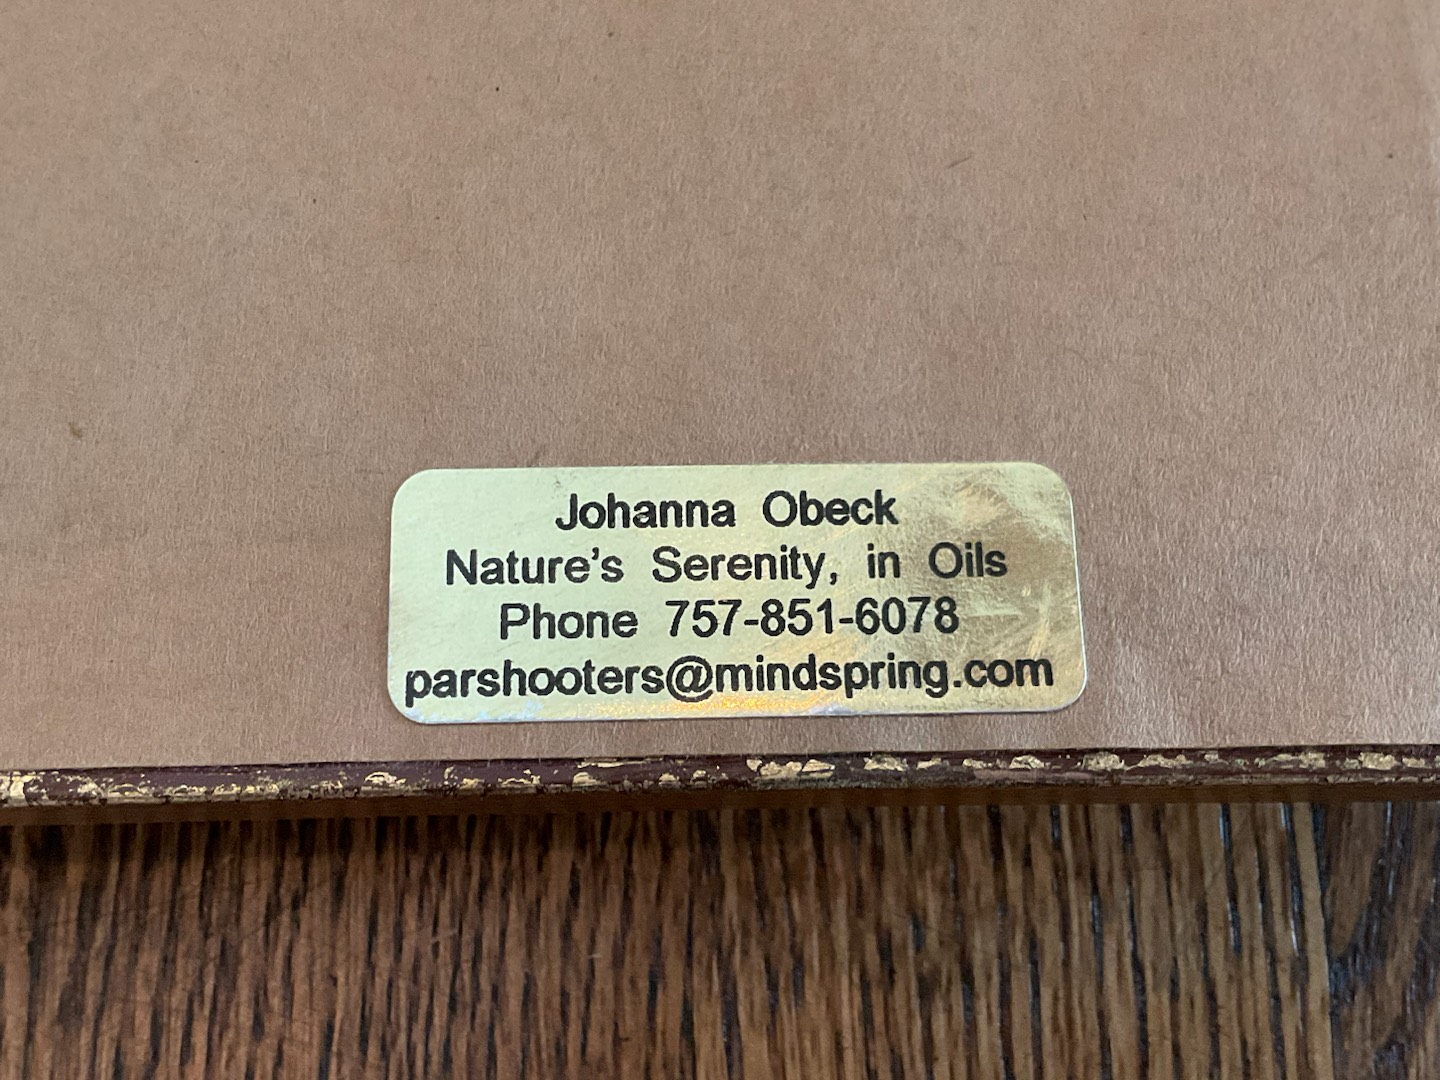 Johanna Obeck
Nature's Serenity, in Oils
Phone 757-851-6078
parshooters@mindspring.com